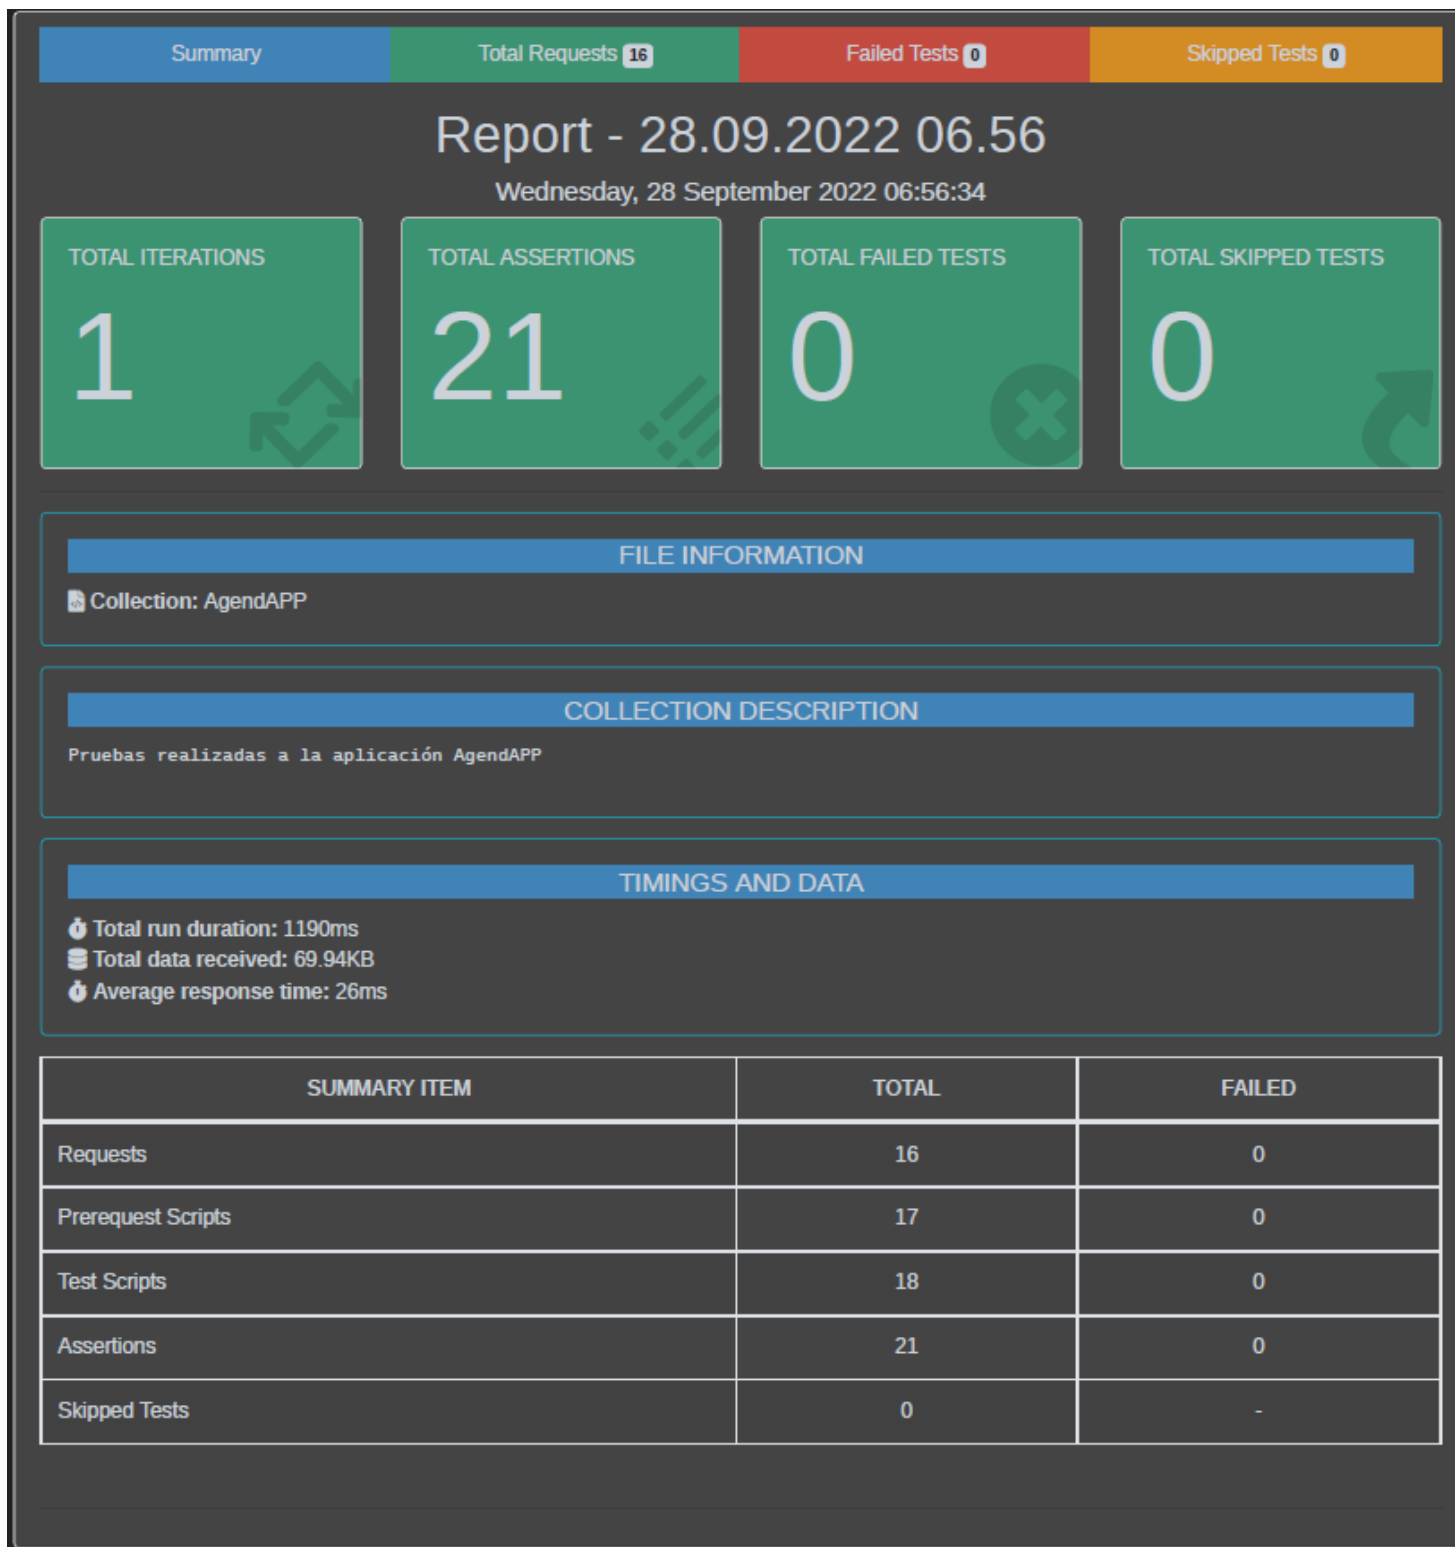 Summary Total Requests 16 Failed Tests 0 Skipped Tests 0
Report - 28.09.2022 06.56
Wednesday, 28 September 2022 06:56:34
TOTAL ITERATIONS TOTAL ASSERTIONS TOTAL FAILED TESTS TOTAL SKIPPED TESTS
1 21 0 0
FILE INFORMATION
Collection: AgendAPP
COLLECTION DESCRIPTION
Pruebas realizadas a la aplicación AgendAPP
TIMINGS AND DATA
Total run duration: 1190ms
Total data received: 69.94KB
Average response time: 26ms
SUMMARY ITEM TOTAL FAILED
Requests 16 0
Prerequest Scripts 17 0
Test Scripts 18 0
Assertions 21 0
Skipped Tests 0 -